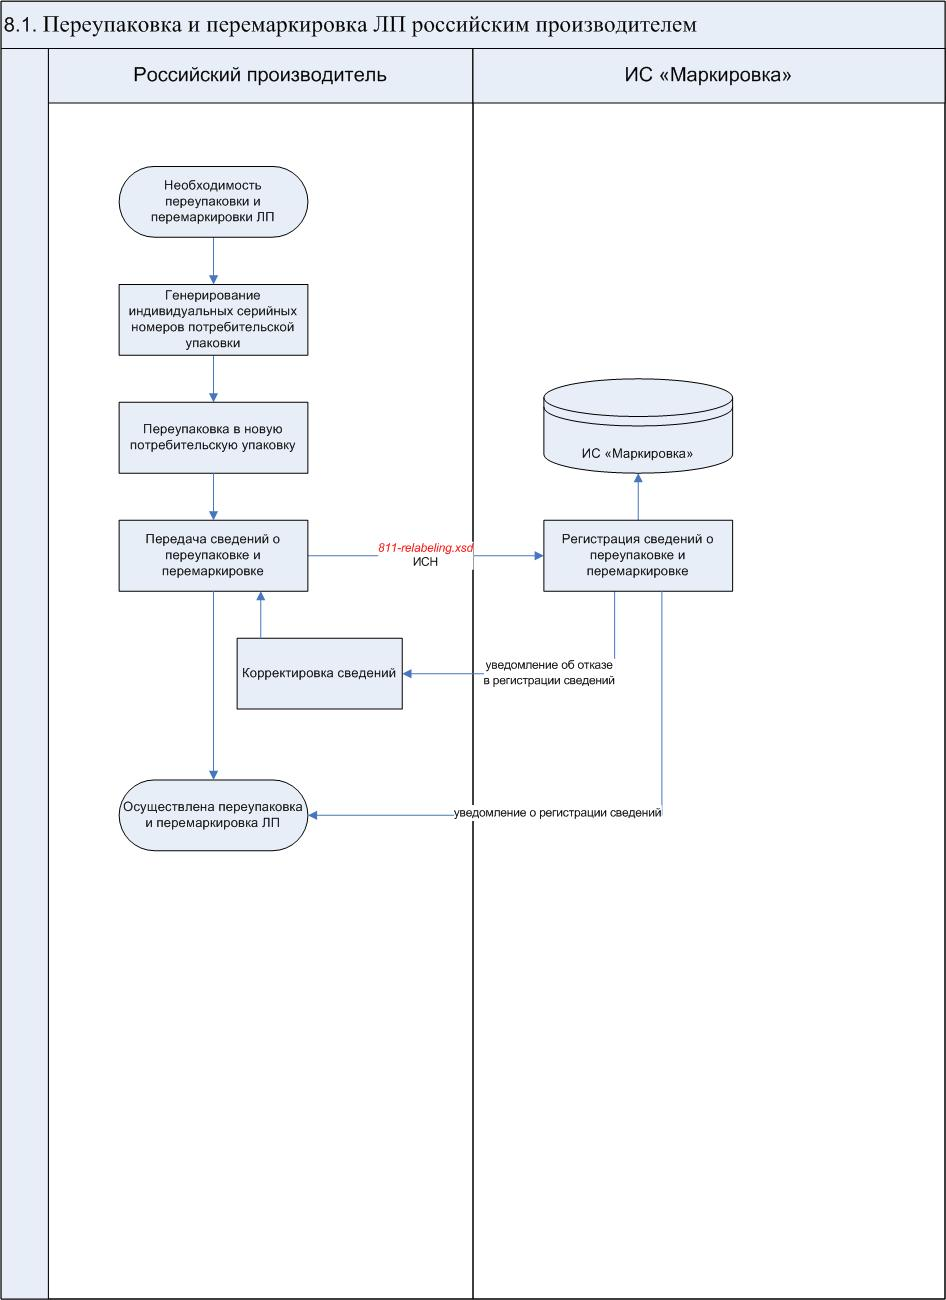 8.1. Переупаковка и перемаркировка ЛП российским производителем
Российский производитель
ИС «Маркировка»
Необходимость
переупаковки и
перемаркировки ЛП
Генерирование
индивидуальных серийных
номеров потребительской
упаковки
Переупаковка в новую
потребительскую упаковку
ИС «Маркировка»
Передача сведений о
переупаковке и
перемаркировке
811-relabeling.xsd
ИСН
Регистрация сведений о
переупаковке и
перемаркировке
Корректировка сведений
уведомление об отказе
в регистрации сведений
Осуществлена переупаковка
и перемаркировка ЛП
уведомление о регистрации сведений